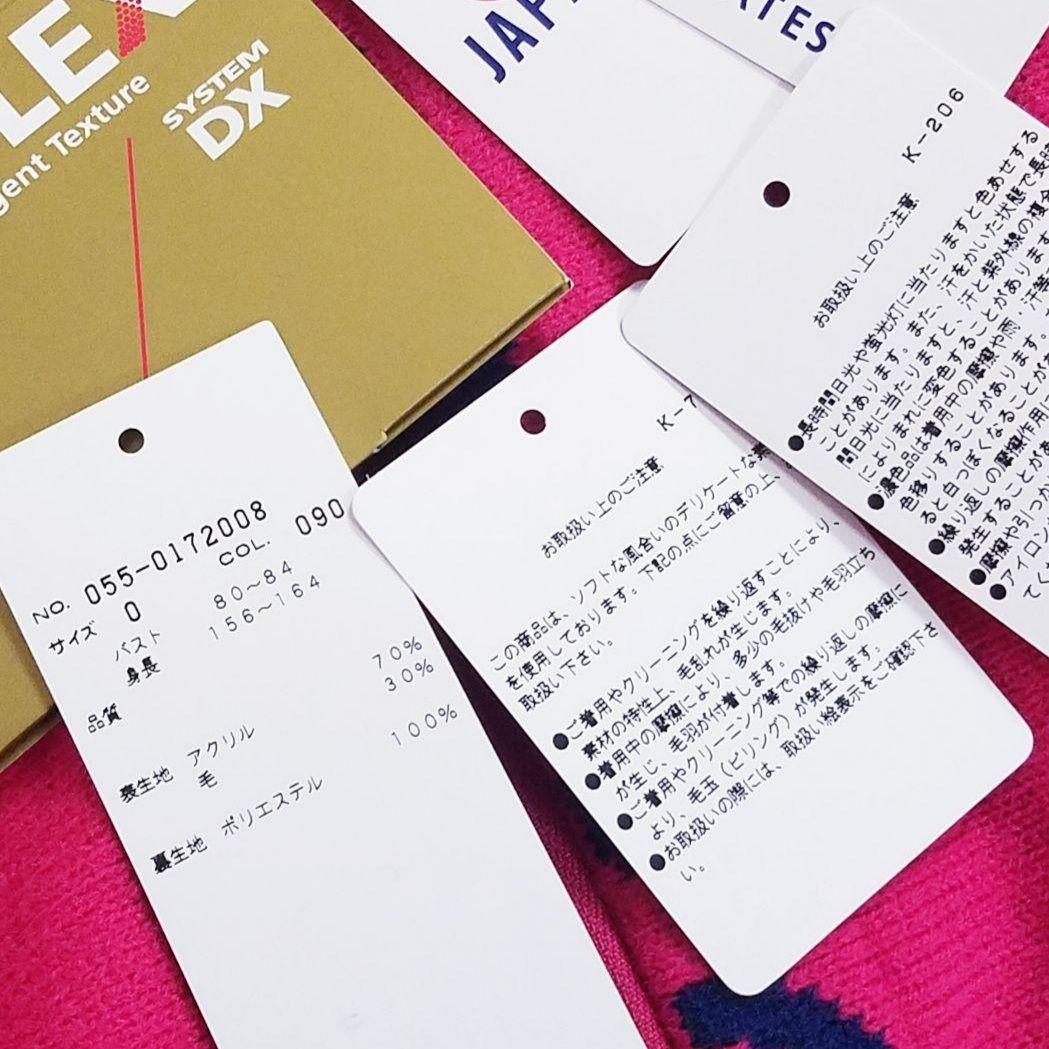 LEX
gent Texture
SYSTEM
DX
JAP
ATES
NO. 055-0172008
COL. 090
サイズ 0
バスト 80～84
身長 156～164
品質
表生地 アクリル 70%
毛 30%
裏生地 ポリエステル 100%
K-7
お取扱い上のご注意
この商品は、ソフトな風合いのデリケートな素
を使用しております。下記の点にご留意の上、
取扱い下さい。
●ご着用やクリーニングを繰り返すことにより、
素材の特性上、毛乱れが生じます。
●着用中の摩擦により、多少の毛抜けや毛羽立ち
が生じ、毛羽が付着します。
●ご着用やクリーニング等での繰り返しの摩擦に
より、毛玉（ピリング）が発生します。
●お取扱いの際には、取扱い絵表示をご確認下さ
い。
K-206
お取扱い上のご注意
●長時間日光や蛍光灯に当たりますと色あせする
ことがあります。また、汗をかいた状態で長時
間日光に当たりますと、汗と紫外線の複合
によりまれに変色することがあります
●濃色品は着用中の摩擦や雨・汗等
色移りすることがあります。
ると白っぽくなること
●繰り返しの摩擦作用
発生することがあ
●摩擦や引っか
●アイロン
てく